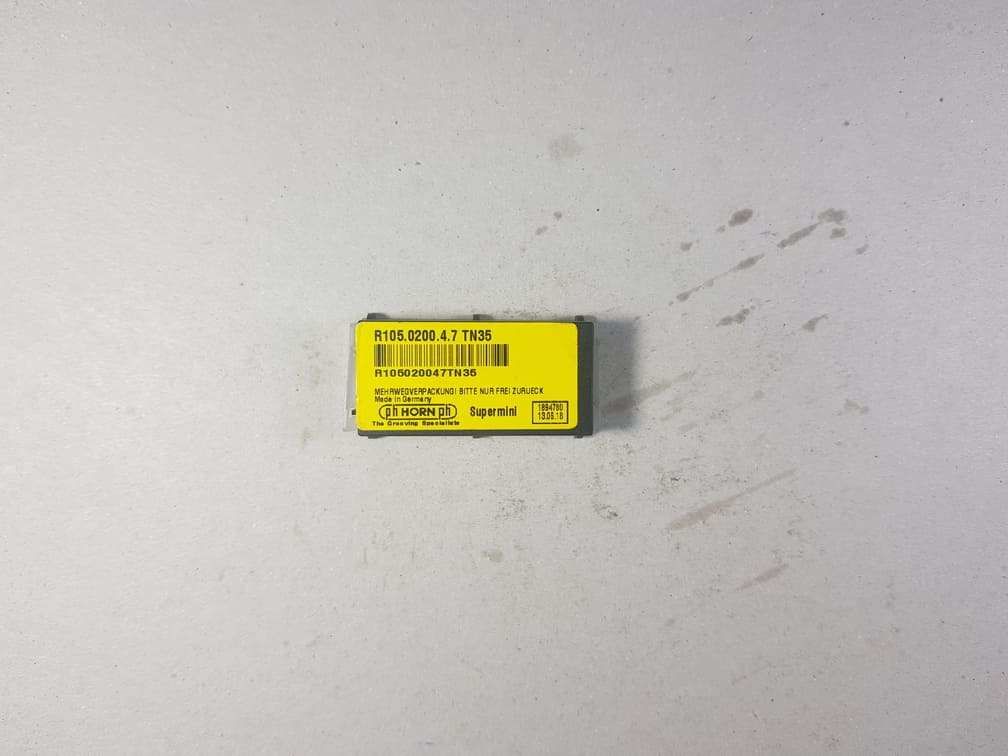 R105.0200.4.7 TN35
R105020047TN35
MEHRWEGVERPACKUNG! BITTE NUR FREI ZURUECK
Made in Germany
ph HORN ph Supermini
The Grooving Specialists
1894780
13.06.18